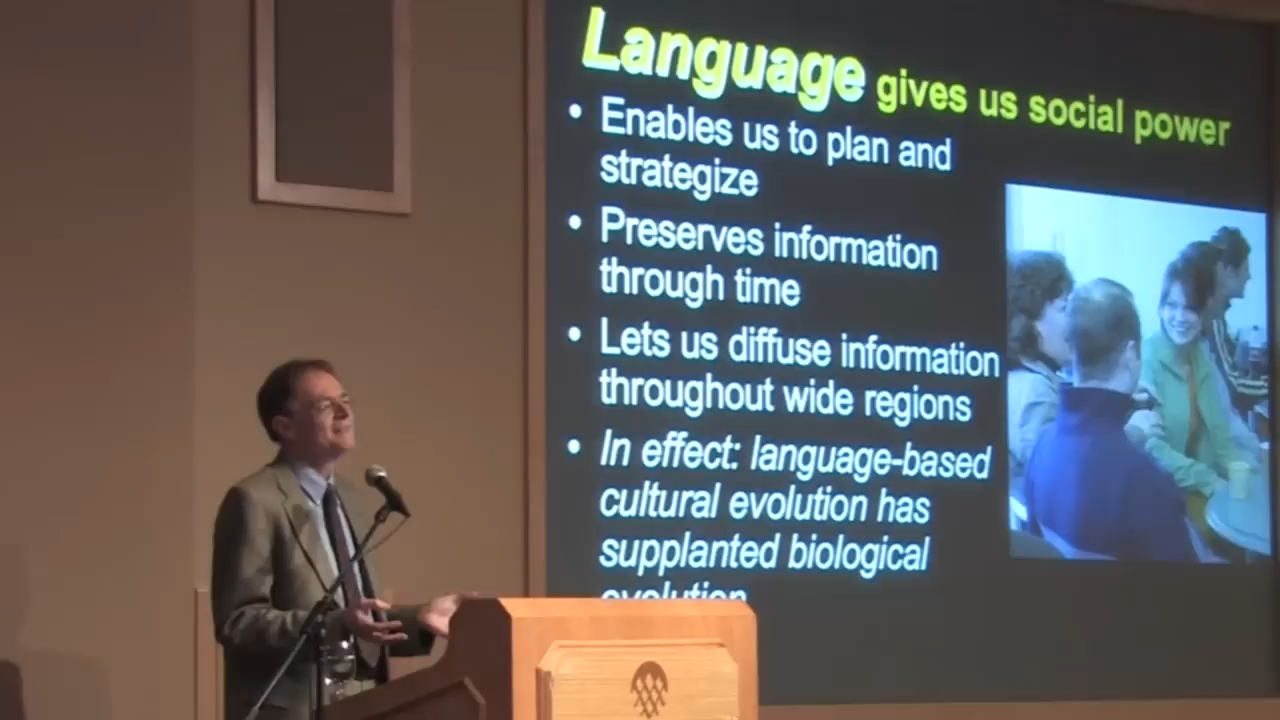 Language gives us social power
• Enables us to plan and
strategize
• Preserves information
through time
• Lets us diffuse information
throughout wide regions
• In effect: language-based
cultural evolution has
supplanted biological
evolution